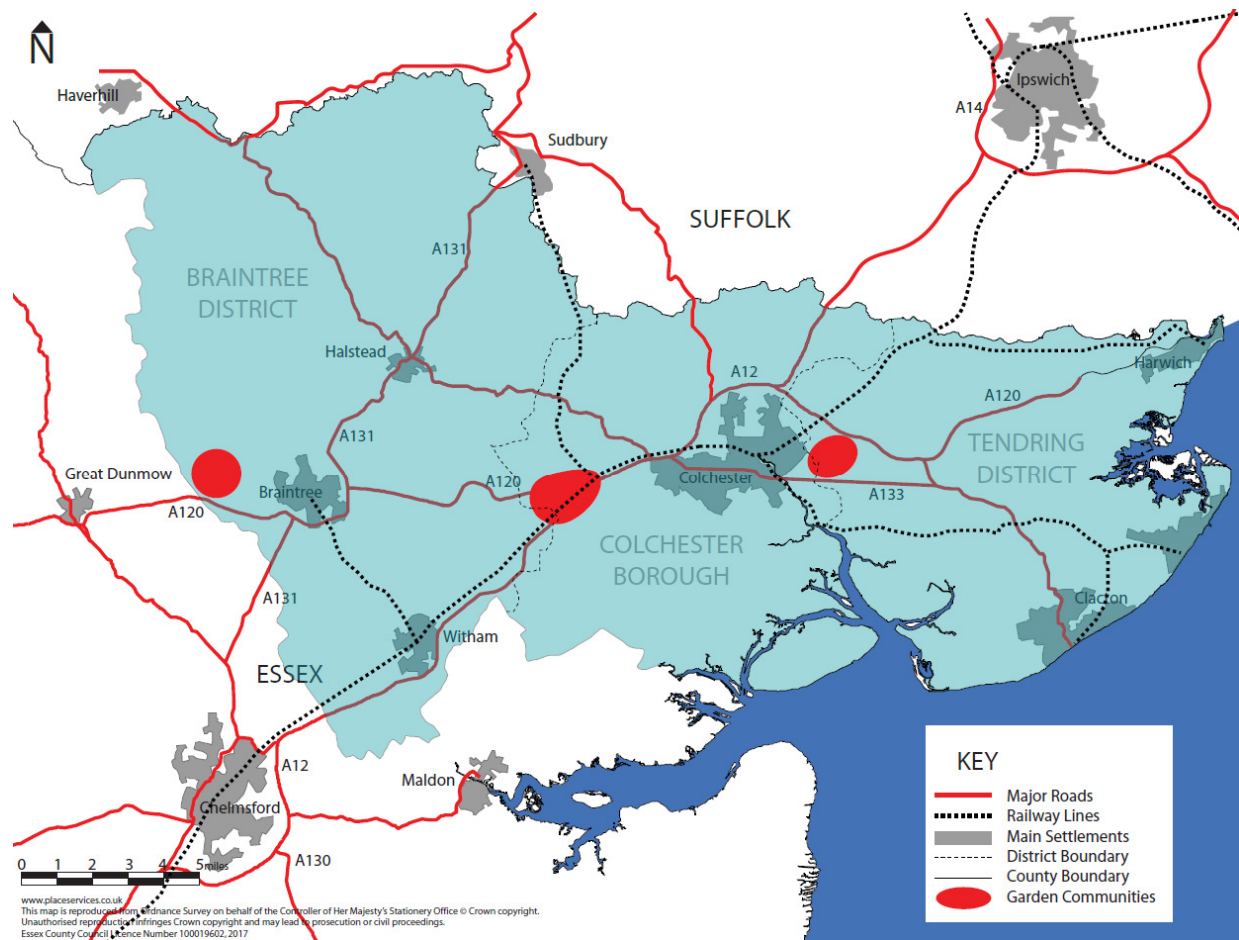 N
Haverhill
Ipswich
A14
Sudbury
SUFFOLK
A131
BRAINTREE
DISTRICT
Halstead
A12
Harwich
A120
A131
TENDRING
DISTRICT
Great Dunmow
Braintree
A120
Colchester
A133
A120
COLCHESTER
BOROUGH
A131
Clacton
Witham
ESSEX
A12
Maldon
Chelmsford
A130
0 1 2 3 4 5 miles
www.placeservices.co.uk
This map is reproduced from Ordnance Survey on behalf of the Controller of Her Majesty's Stationery Office © Crown copyright.
Unauthorised reproduction infringes Crown copyright and may lead to prosecution or civil proceedings.
Essex County Council Licence Number 100019602, 2017
KEY
Major Roads
Railway Lines
Main Settlements
District Boundary
County Boundary
Garden Communities